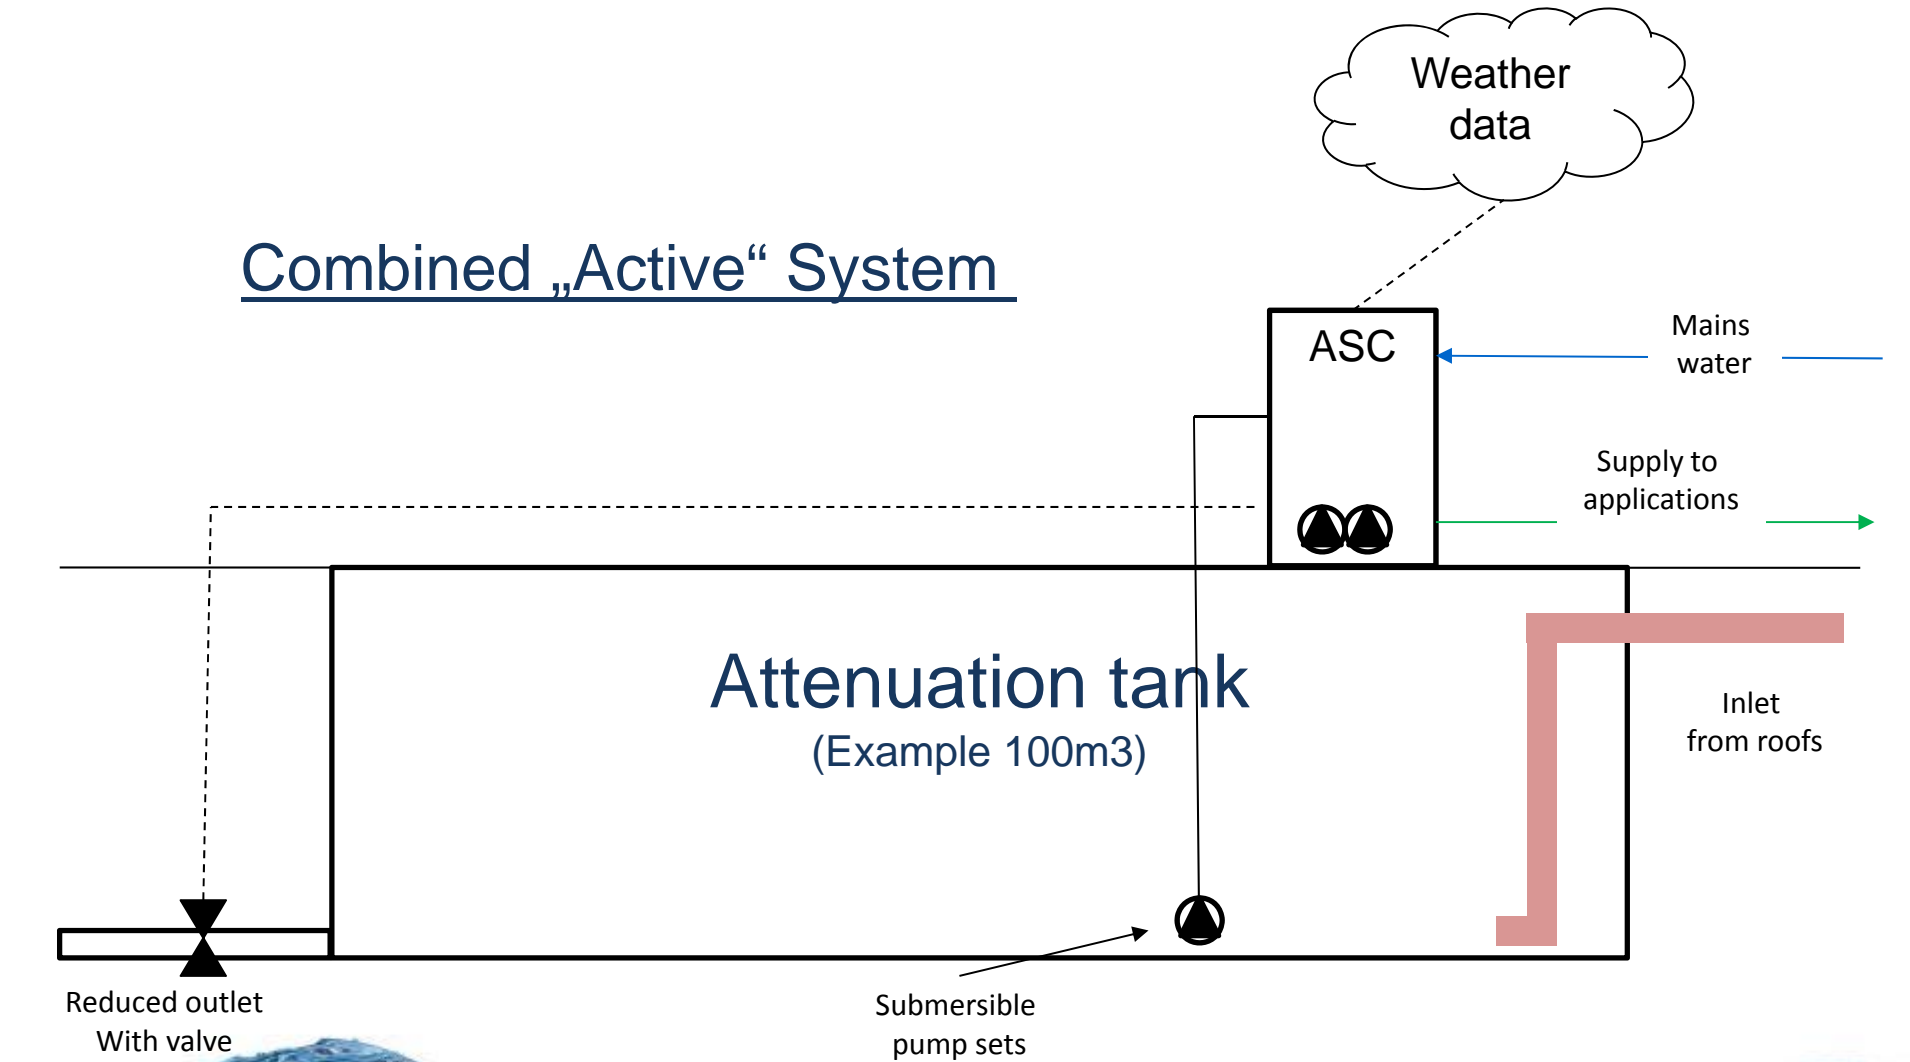 Weather
data
Combined „Active“ System
ASC
Mains
water
Supply to
applications
Attenuation tank
(Example 100m3)
Inlet
from roofs
Reduced outlet
With valve
Submersible
pump sets